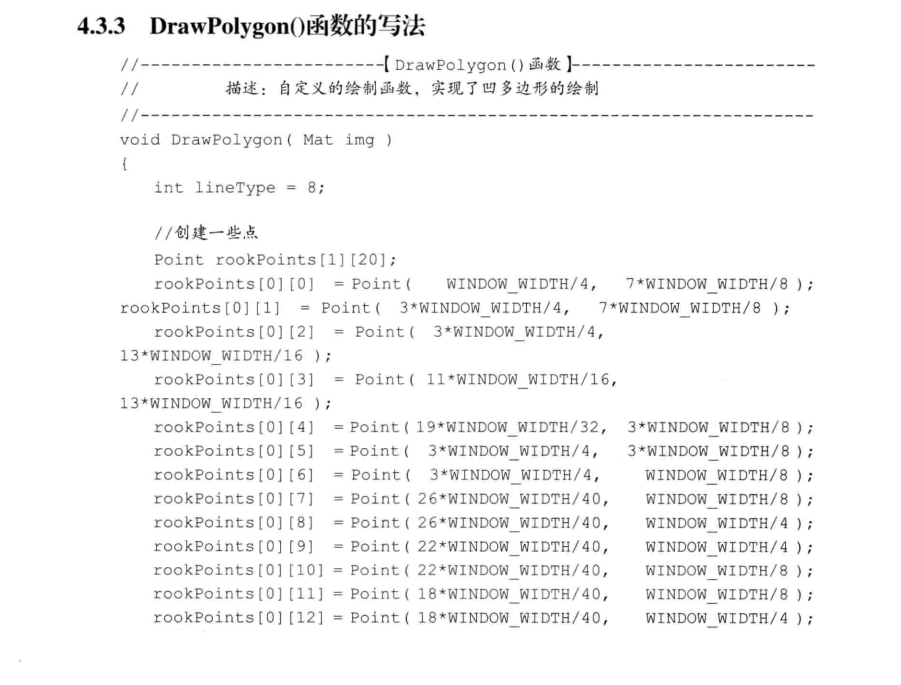 4.3.3 DrawPolygon()函数的写法
//------------------------【DrawPolygon()函数】------------------------
// 描述：自定义的绘制函数，实现了凹多边形的绘制
//--------------------------------------------------------------------
void DrawPolygon( Mat img )
{
int lineType = 8;
//创建一些点
Point rookPoints[1][20];
rookPoints[0][0] = Point( WINDOW_WIDTH/4, 7*WINDOW_WIDTH/8 );
rookPoints[0][1] = Point( 3*WINDOW_WIDTH/4, 7*WINDOW_WIDTH/8 );
rookPoints[0][2] = Point( 3*WINDOW_WIDTH/4,
13*WINDOW_WIDTH/16 );
rookPoints[0][3] = Point( 11*WINDOW_WIDTH/16,
13*WINDOW_WIDTH/16 );
rookPoints[0][4] = Point( 19*WINDOW_WIDTH/32, 3*WINDOW_WIDTH/8 );
rookPoints[0][5] = Point( 3*WINDOW_WIDTH/4, 3*WINDOW_WIDTH/8 );
rookPoints[0][6] = Point( 3*WINDOW_WIDTH/4, WINDOW_WIDTH/8 );
rookPoints[0][7] = Point( 26*WINDOW_WIDTH/40, WINDOW_WIDTH/8 );
rookPoints[0][8] = Point( 26*WINDOW_WIDTH/40, WINDOW_WIDTH/4 );
rookPoints[0][9] = Point( 22*WINDOW_WIDTH/40, WINDOW_WIDTH/4 );
rookPoints[0][10] = Point( 22*WINDOW_WIDTH/40, WINDOW_WIDTH/8 );
rookPoints[0][11] = Point( 18*WINDOW_WIDTH/40, WINDOW_WIDTH/8 );
rookPoints[0][12] = Point( 18*WINDOW_WIDTH/40, WINDOW_WIDTH/4 );